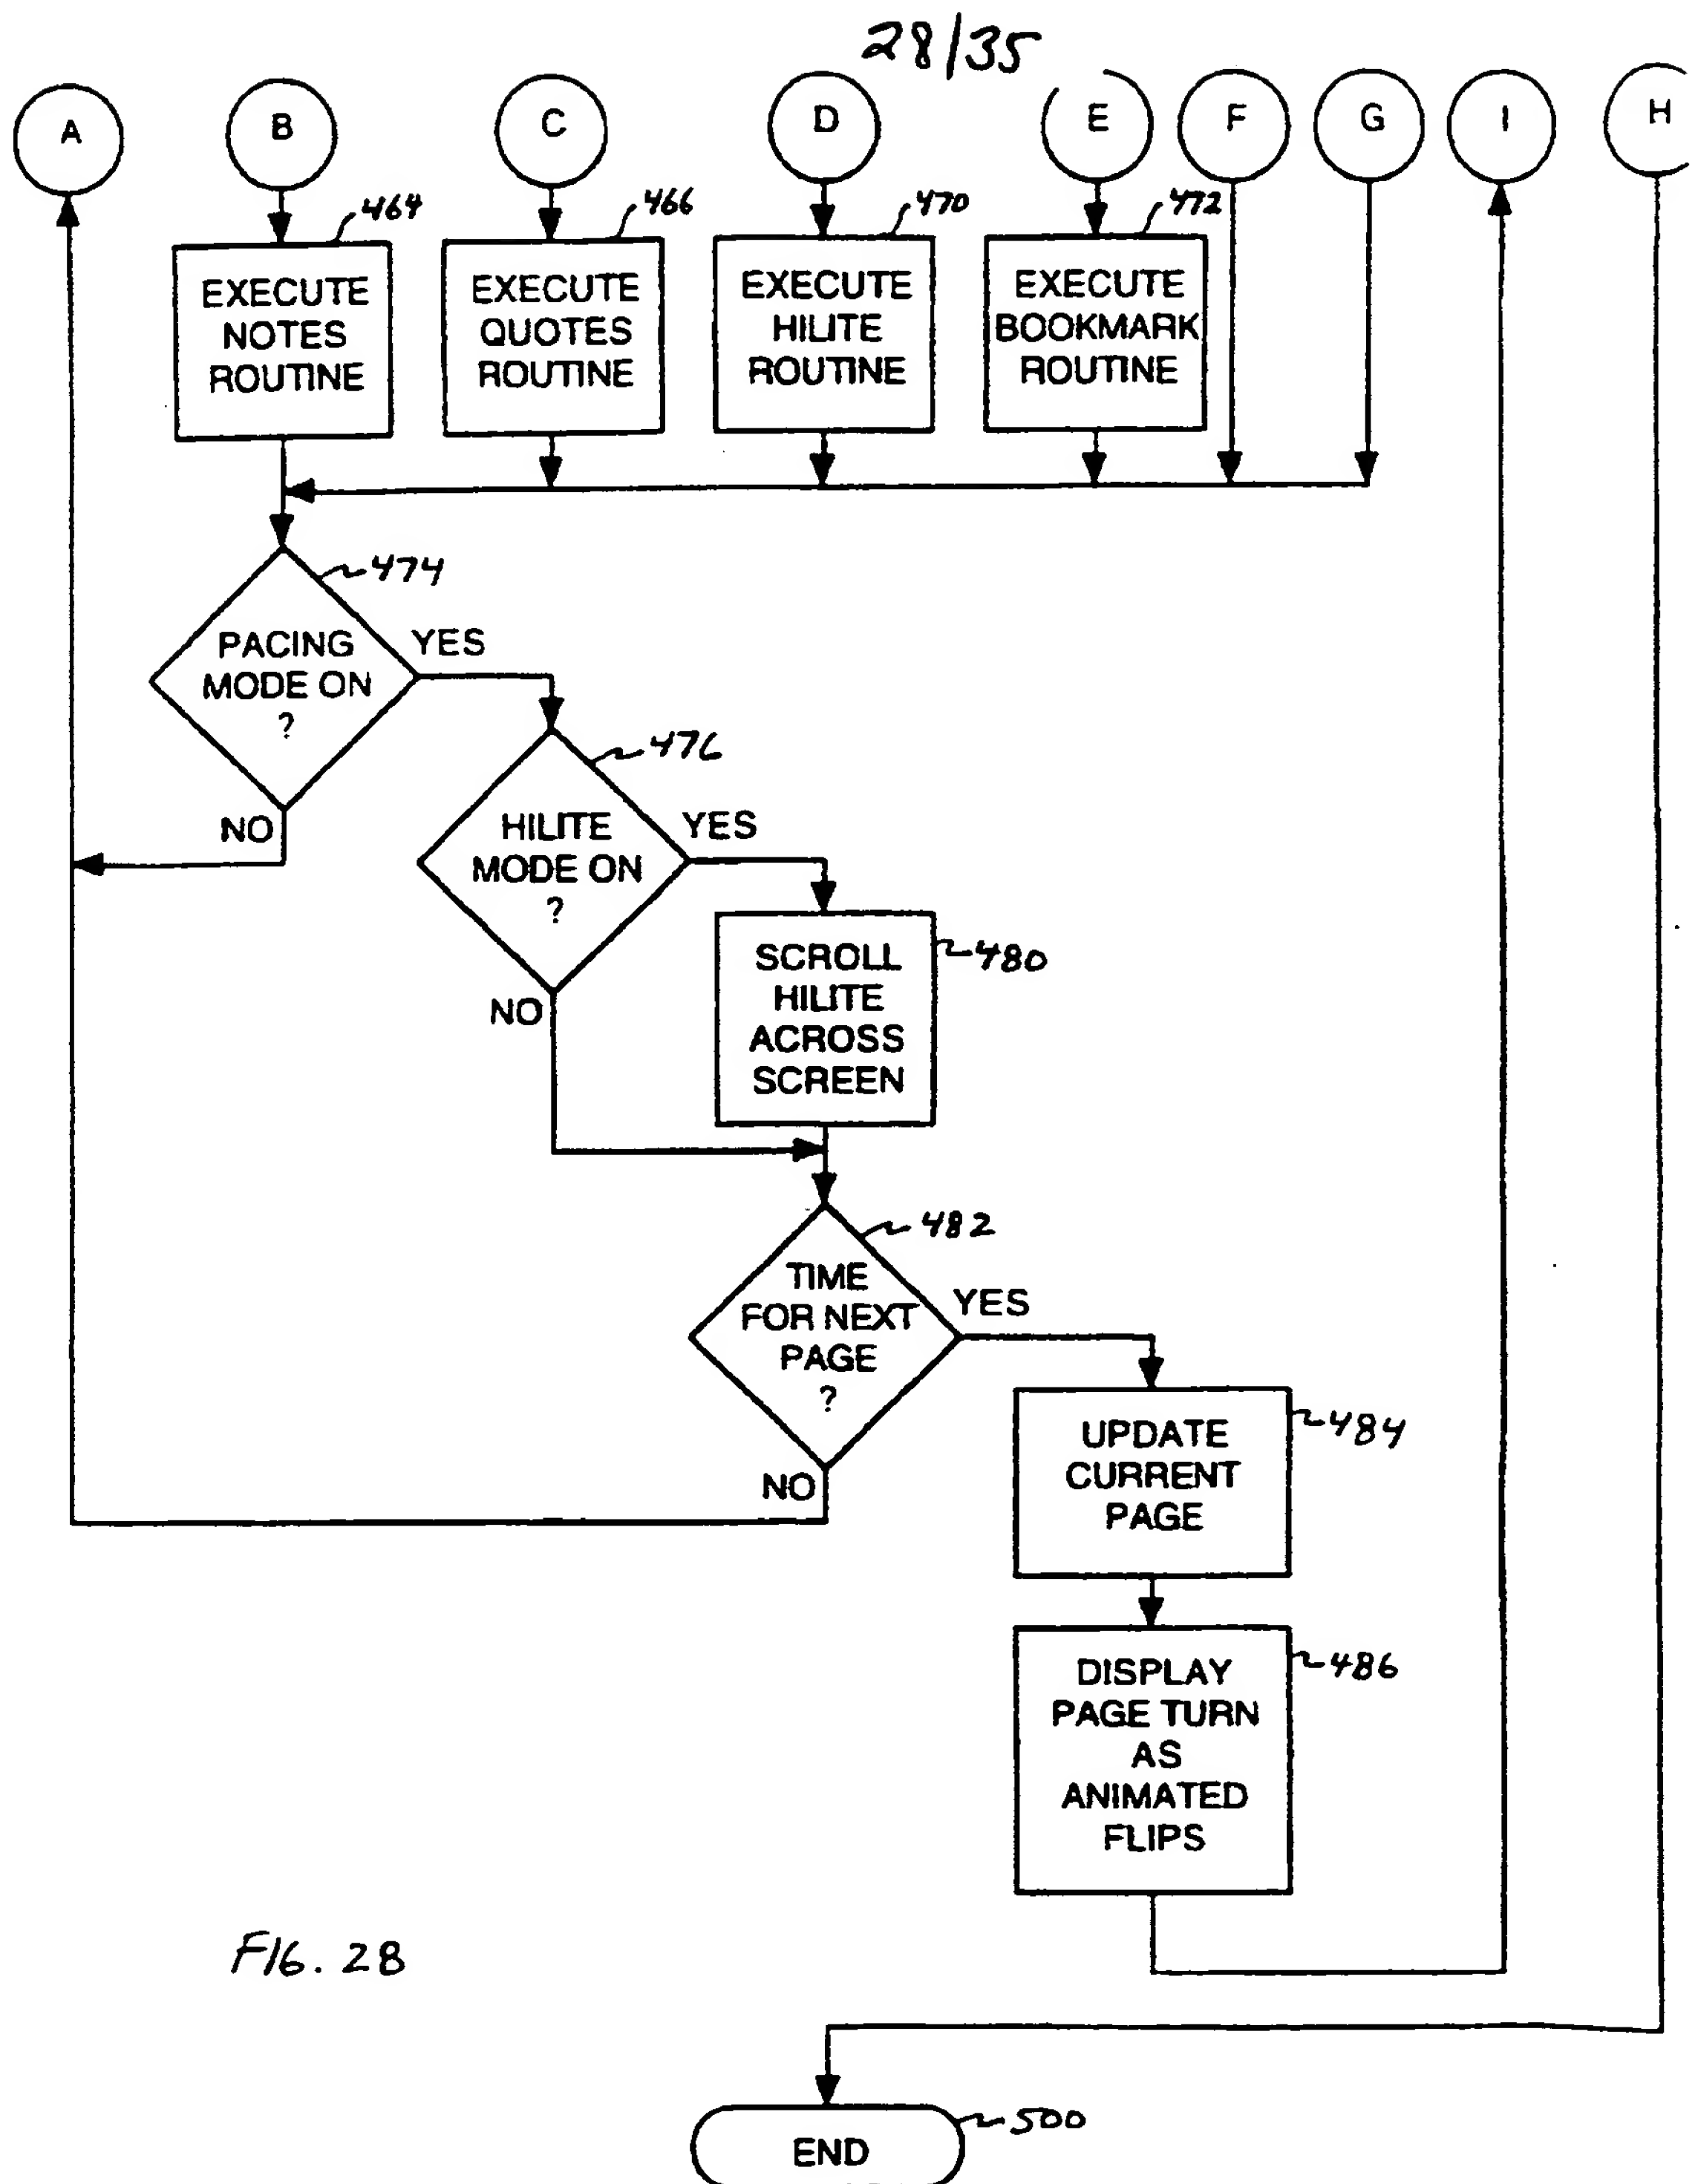 28/35
A B C D E F G I H
464 466 470 472
EXECUTE
NOTES
ROUTINE
EXECUTE
QUOTES
ROUTINE
EXECUTE
HILITE
ROUTINE
EXECUTE
BOOKMARK
ROUTINE
474
PACING
MODE ON
?
YES
NO
476
HILITE
MODE ON
?
YES
NO
480
SCROLL
HILITE
ACROSS
SCREEN
482
TIME
FOR NEXT
PAGE
?
YES
NO
484
UPDATE
CURRENT
PAGE
486
DISPLAY
PAGE TURN
AS
ANIMATED
FLIPS
FIG. 28
500
END